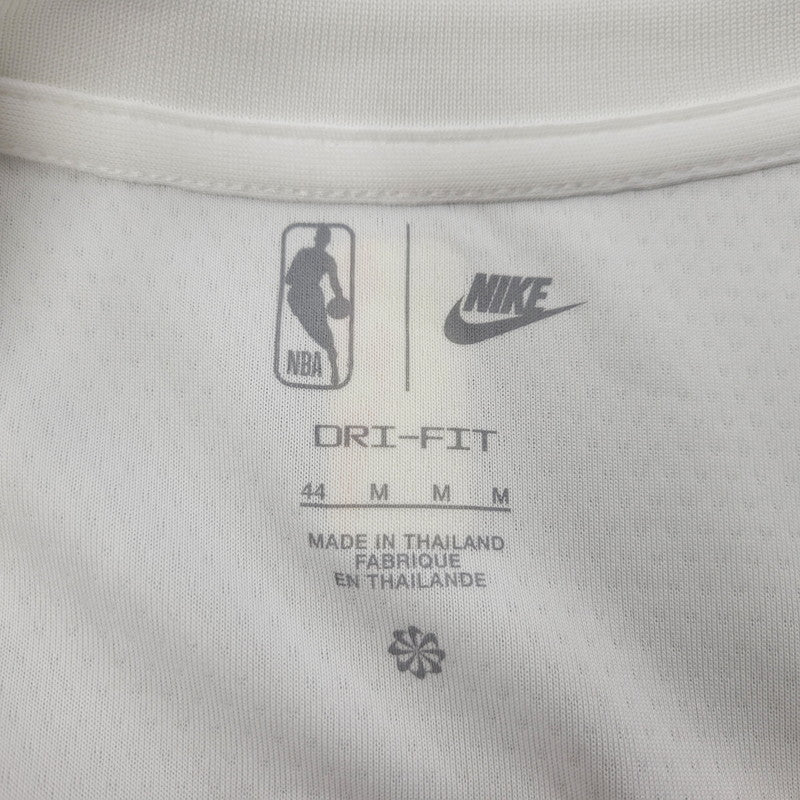 NBA
NIKE
DRI-FIT
44 M M M
MADE IN THAILAND
FABRIQUE
EN THAILANDE